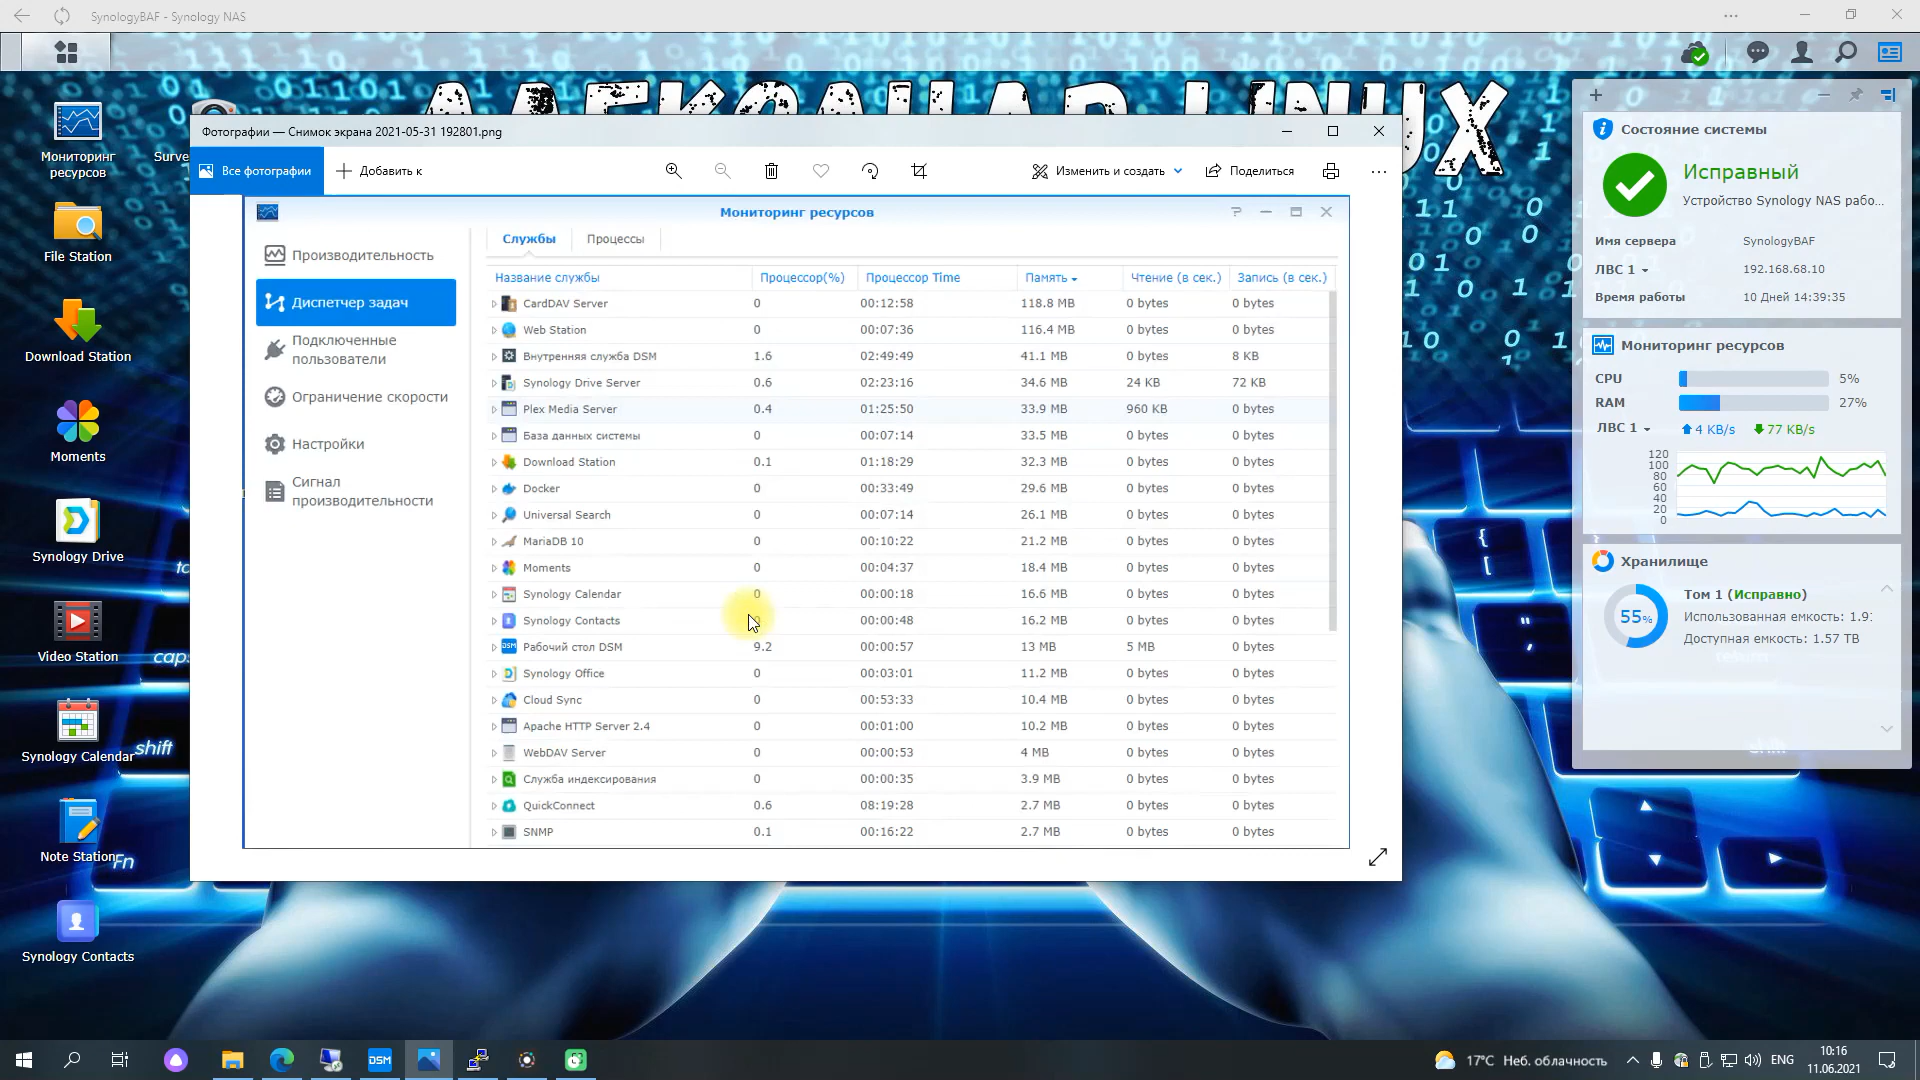 SynologyBAF - Synology NAS
Мониторинг ресурсов
File Station
Download Station
Moments
Synology Drive
Video Station
Synology Calendar
Note Station
Synology Contacts
Фотографии — Снимок экрана 2021-05-31 192801.png
Все фотографии
Добавить к
Изменить и создать
Поделиться
Мониторинг ресурсов
Производительность
Диспетчер задач
Подключенные пользователи
Ограничение скорости
Настройки
Сигнал производительности
Службы Процессы
Название службы Процессор(%) Процессор Time Память Чтение (в сек.) Запись (в сек.)
CardDAV Server 0 00:12:58 118.8 MB 0 bytes 0 bytes
Web Station 0 00:07:36 116.4 MB 0 bytes 0 bytes
Внутренняя служба DSM 1.6 02:49:49 41.1 MB 0 bytes 8 KB
Synology Drive Server 0.6 02:23:16 34.6 MB 24 KB 72 KB
Plex Media Server 0.4 01:25:50 33.9 MB 960 KB 0 bytes
База данных системы 0 00:07:14 33.5 MB 0 bytes 0 bytes
Download Station 0.1 01:18:29 32.3 MB 0 bytes 0 bytes
Docker 0 00:33:49 29.6 MB 0 bytes 0 bytes
Universal Search 0 00:07:14 26.1 MB 0 bytes 0 bytes
MariaDB 10 0 00:10:22 21.2 MB 0 bytes 0 bytes
Moments 0 00:04:37 18.4 MB 0 bytes 0 bytes
Synology Calendar 0 00:00:18 16.6 MB 0 bytes 0 bytes
Synology Contacts 00:00:48 16.2 MB 0 bytes 0 bytes
Рабочий стол DSM 9.2 00:00:57 13 MB 5 MB 0 bytes
Synology Office 0 00:03:01 11.2 MB 0 bytes 0 bytes
Cloud Sync 0 00:53:33 10.4 MB 0 bytes 0 bytes
Apache HTTP Server 2.4 0 00:01:00 10.2 MB 0 bytes 0 bytes
WebDAV Server 0 00:00:53 4 MB 0 bytes 0 bytes
Служба индексирования 0 00:00:35 3.9 MB 0 bytes 0 bytes
QuickConnect 0.6 08:19:28 2.7 MB 0 bytes 0 bytes
SNMP 0.1 00:16:22 2.7 MB 0 bytes 0 bytes
Состояние системы
Исправный
Устройство Synology NAS рабо...
Имя сервера SynologyBAF
ЛВС 1 192.168.68.10
Время работы 10 Дней 14:39:35
Мониторинг ресурсов
CPU 5%
RAM 27%
ЛВС 1 4 KB/s 77 KB/s
120
100
80
60
40
20
0
Хранилище
55%
Том 1 (Исправно)
Использованная емкость: 1.9
Доступная емкость: 1.57 TB
shift
Fn
DSM
17°C Неб. облачность
ENG
10:16
11.06.2021